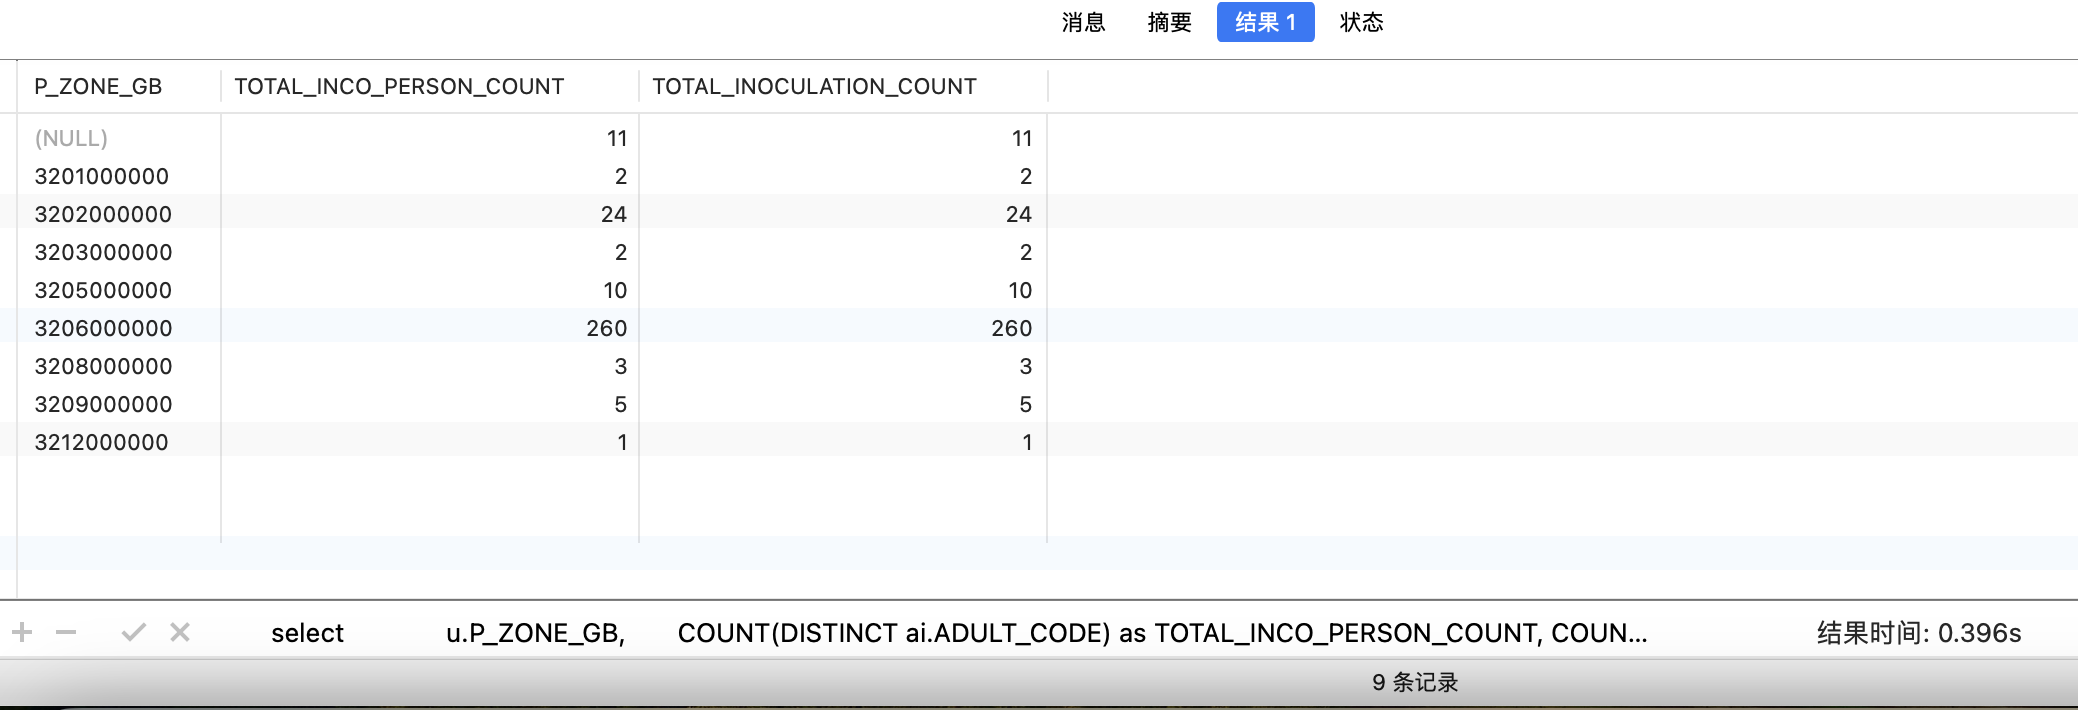 消息 摘要 结果 1 状态
P_ZONE_GB TOTAL_INCO_PERSON_COUNT TOTAL_INOCULATION_COUNT
(NULL) 11 11
3201000000 2 2
3202000000 24 24
3203000000 2 2
3205000000 10 10
3206000000 260 260
3208000000 3 3
3209000000 5 5
3212000000 1 1
select u.P_ZONE_GB, COUNT(DISTINCT ai.ADULT_CODE) as TOTAL_INCO_PERSON_COUNT, COUN... 结果时间: 0.396s
9 条记录